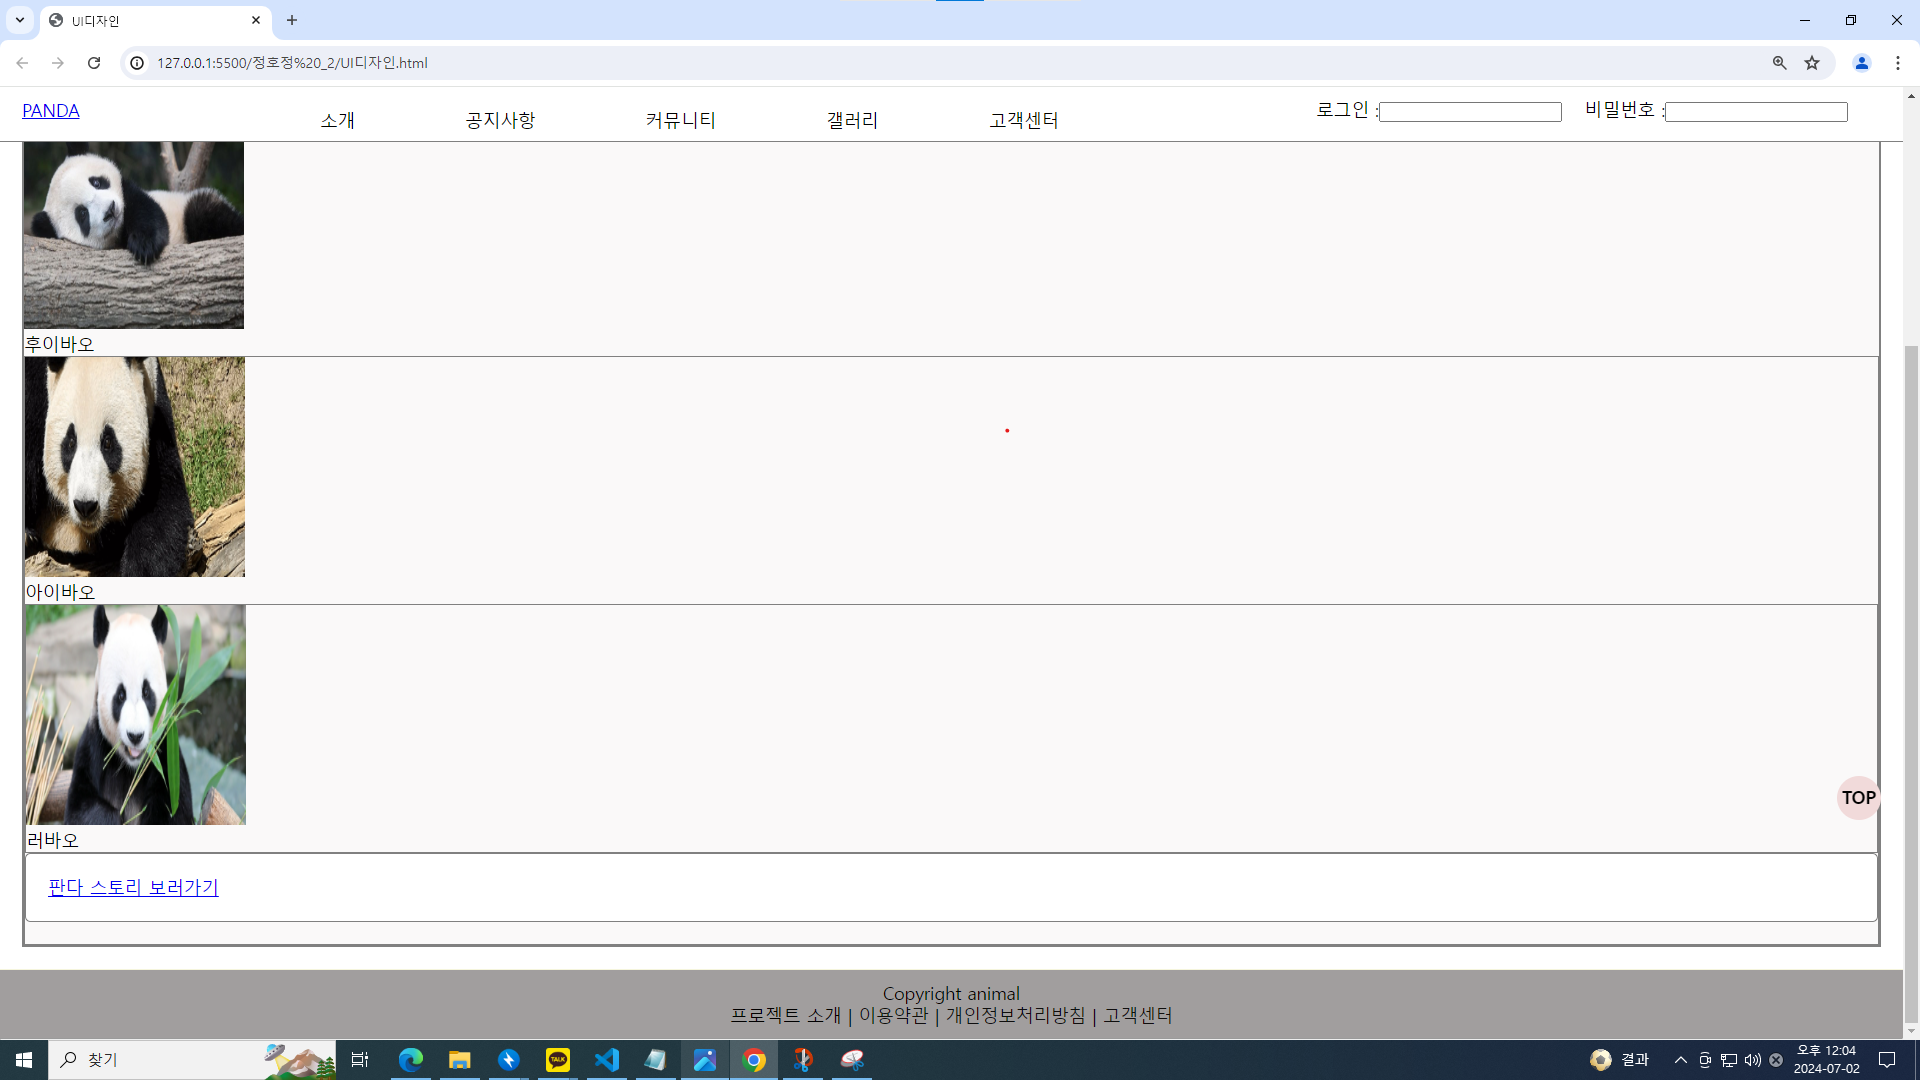 UI디자인
127.0.0.1:5500/정호정%20_2/UI디자인.html
PANDA
소개
공지사항
커뮤니티
갤러리
고객센터
로그인 :
비밀번호 :
후이바오
아이바오
러바오
TOP
판다 스토리 보러가기
Copyright animal
프로젝트 소개 | 이용약관 | 개인정보처리방침 | 고객센터
찾기
TALK
결과
오후 12:04
2024-07-02